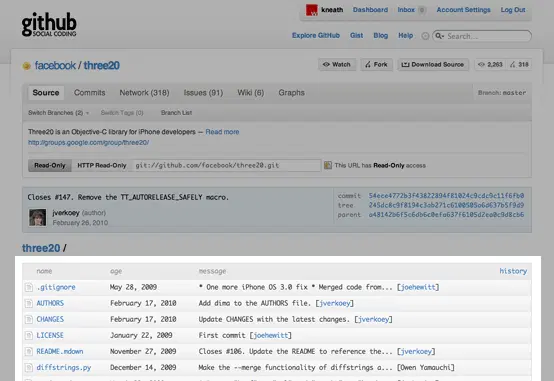 github
SOCIAL CODING
kneath Dashboard Inbox 0 Account Settings Log Out
Explore GitHub Gist Blog Help Search...
facebook / three20
Watch Fork Download Source 2,263 318
Source Commits Network (318) Issues (91) Wiki (6) Graphs Branch: master
Switch Branches (2) Switch Tags (0) Branch List
Three20 is an Objective-C library for iPhone developers — Read more
http://groups.google.com/group/three20/
Read-Only HTTP Read-Only git://github.com/facebook/three20.git This URL has Read-Only access
Closes #147. Remove the TT_AUTORELEASE_SAFELY macro.
commit
tree
parent
jverkoey (author)
February 26, 2010
three20 /
name age message history
.gitignore May 28, 2009 * One more iPhone OS 3.0 fix * Merged code from... [joehewitt]
AUTHORS February 17, 2010 Add dima to the AUTHORS file. [jverkoey]
CHANGES February 17, 2010 Update CHANGES with the latest changes. [jverkoey]
LICENSE January 22, 2009 First commit [joehewitt]
README.mdown November 27, 2009 Closes #106. Update the README to reference the... [jverkoey]
diffstrings.py December 14, 2009 Make the --merge functionality of diffstrings a... [Owen Yamauchi]